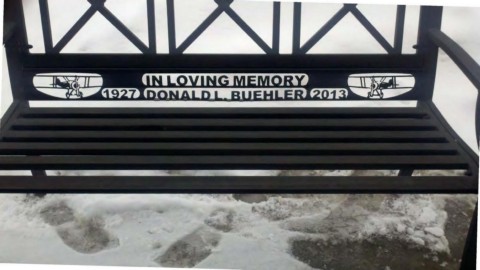 IN LOVING MEMORY
1927 DONALD L. BUEHLER 2013